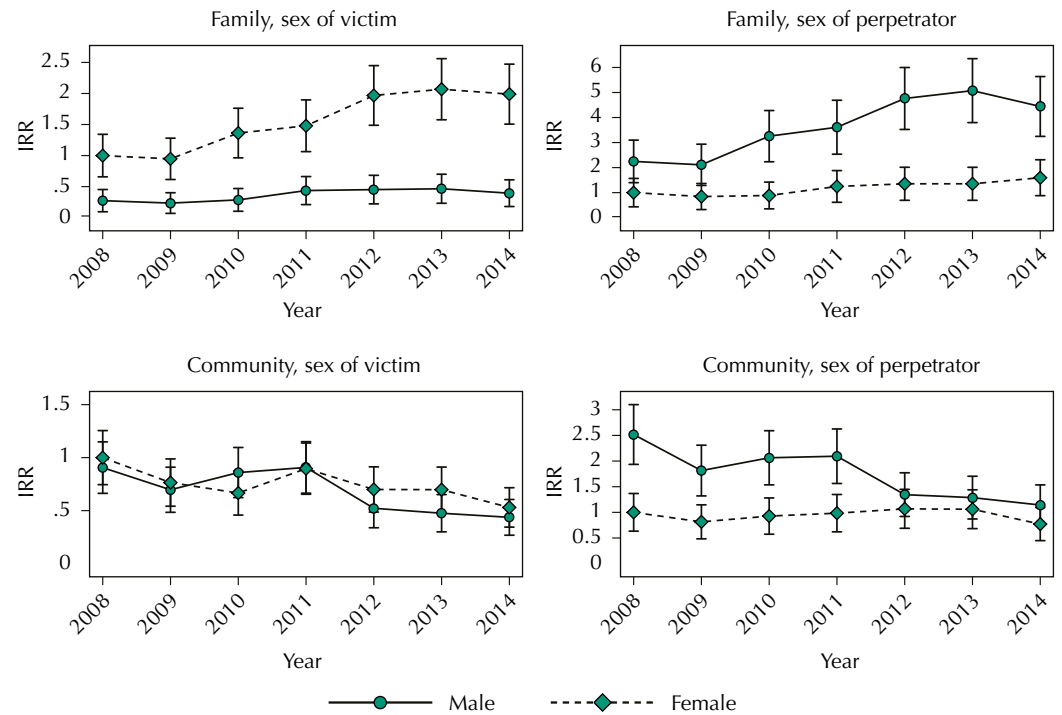 Family, sex of victim
2.5
2
1.5
1
.5
0
IRR
2008 2009 2010 2011 2012 2013 2014
Year
Family, sex of perpetrator
6
5
4
3
2
1
0
IRR
2008 2009 2010 2011 2012 2013 2014
Year
Community, sex of victim
1.5
1
.5
0
IRR
2008 2009 2010 2011 2012 2013 2014
Year
Community, sex of perpetrator
3
2.5
2
1.5
1
0.5
0
IRR
2008 2009 2010 2011 2012 2013 2014
Year
Male Female